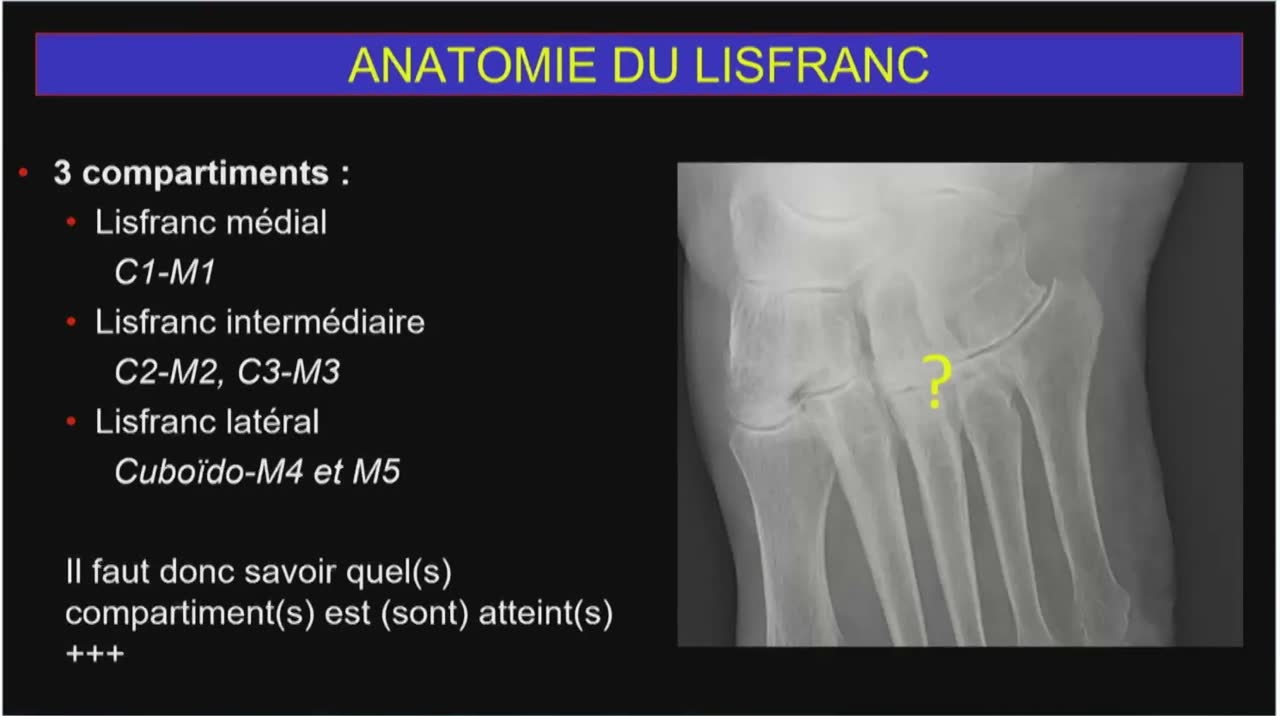 ANATOMIE DU LISFRANC
• 3 compartiments :
• Lisfranc médial
C1-M1
• Lisfranc intermédiaire
C2-M2, C3-M3
• Lisfranc latéral
Cuboïdo-M4 et M5
Il faut donc savoir quel(s)
compartiment(s) est (sont) atteint(s)
+++
?